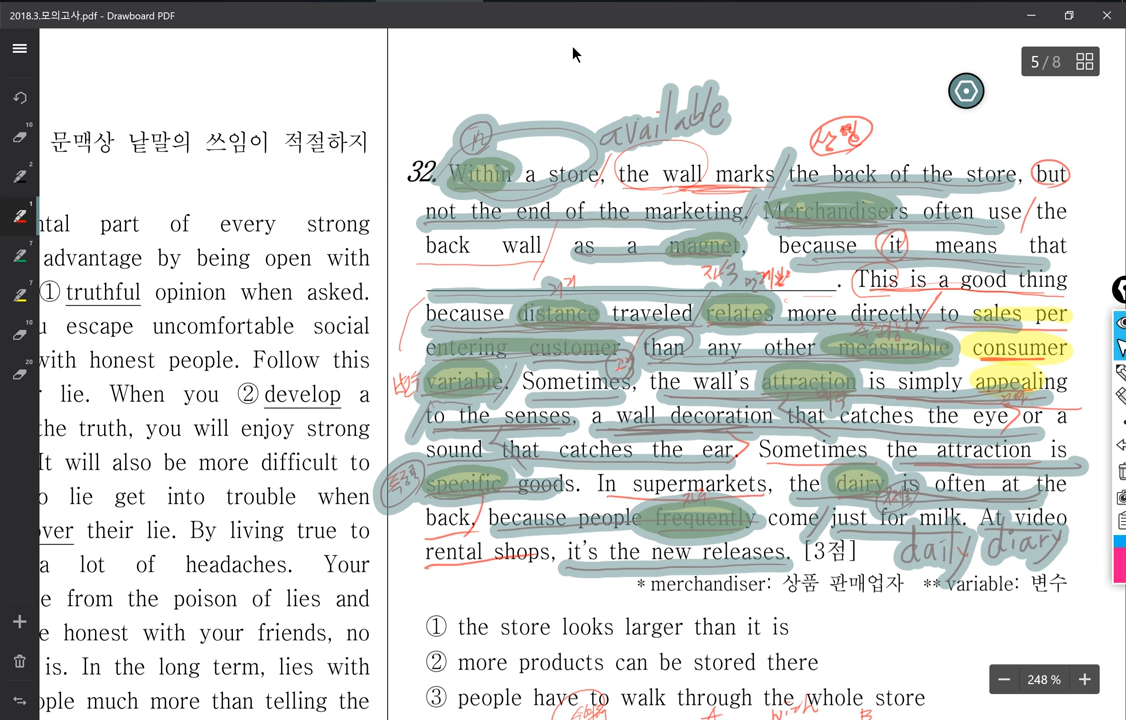 2018.3.모의고사.pdf - Drawboard PDF
5 / 8
문맥상 낱말의 쓰임이 적절하지
ntal part of every strong
advantage by being open with
① truthful opinion when asked.
u escape uncomfortable social
with honest people. Follow this
lie. When you ② develop a
the truth, you will enjoy strong
It will also be more difficult to
o lie get into trouble when
over their lie. By living true to
a lot of headaches. Your
e from the poison of lies and
e honest with your friends, no
is. In the long term, lies with
ople much more than telling the
available
32. Within a store, the wall marks the back of the store, but
not the end of the marketing. Merchandisers often use the
back wall as a magnet, because it means that
. This is a good thing
because distance traveled relates more directly to sales per
entering customer than any other measurable consumer
변수
variable. Sometimes, the wall's attraction is simply appealing
to the senses, a wall decoration that catches the eye or a
sound that catches the ear. Sometimes the attraction is
specific goods. In supermarkets, the dairy is often at the
back, because people frequently come just for milk. At video
rental shops, it's the new releases. [3점]
daily diary
* merchandiser: 상품 판매업자 ** variable: 변수
① the store looks larger than it is
② more products can be stored there
③ people have to walk through the whole store
248 %